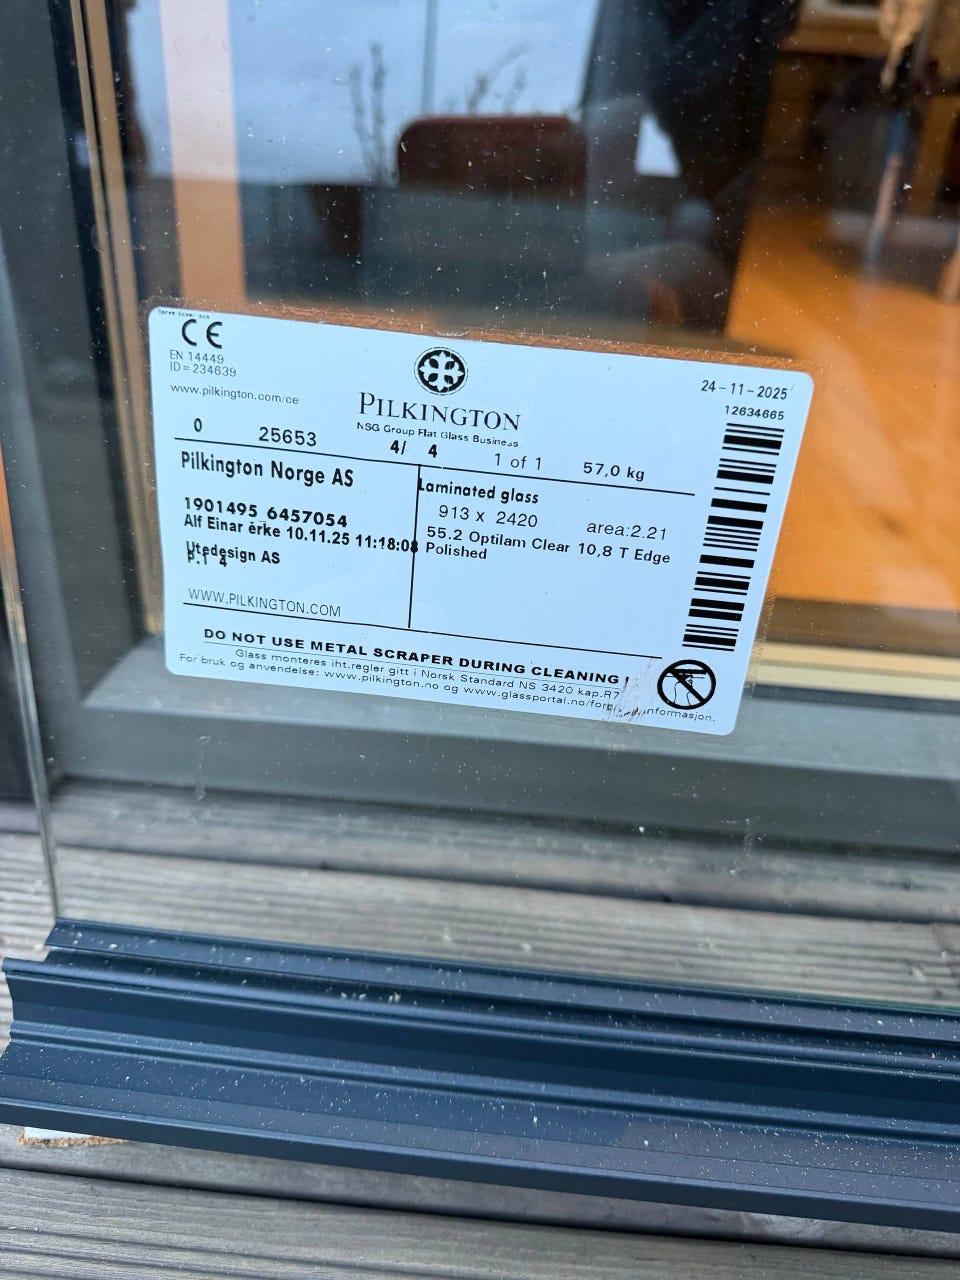 CE
EN 14449
ID=234639
www.pilkington.com/ce
PILKINGTON
NSG Group Flat Glass Business
24-11-2025
12634665
0 25653 4/ 4 1 of 1 57,0 kg
Pilkington Norge AS
1901495 6457054
Alf Einar èrke 10.11.25 11:18:08
Utedesign AS
P.T 4
WWW.PILKINGTON.COM
Laminated glass
913 x 2420 area:2.21
55.2 Optilam Clear 10,8 T Edge
Polished
DO NOT USE METAL SCRAPER DURING CLEANING !
Glass monteres iht.regler gitt i Norsk Standard NS 3420 kap.R7
For bruk og anvendelse: www.pilkington.no og www.glassportal.no/